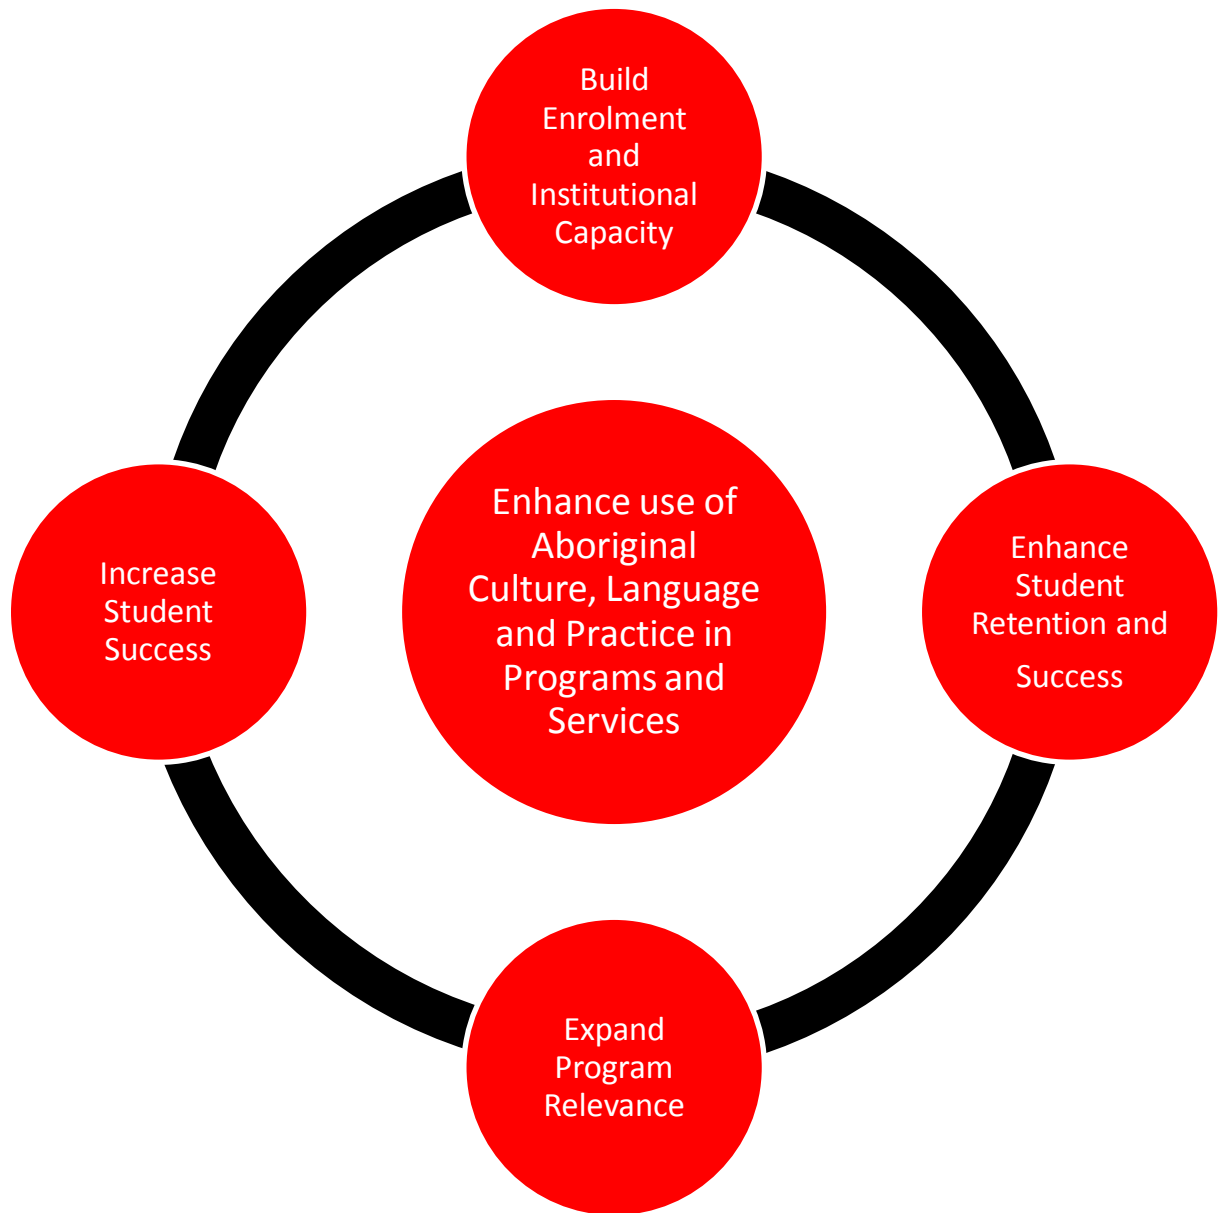 Build
Enrolment
and
Institutional
Capacity
Increase
Student
Success
Enhance use of
Aboriginal
Culture, Language
and Practice in
Programs and
Services
Enhance
Student
Retention and
Success
Expand
Program
Relevance